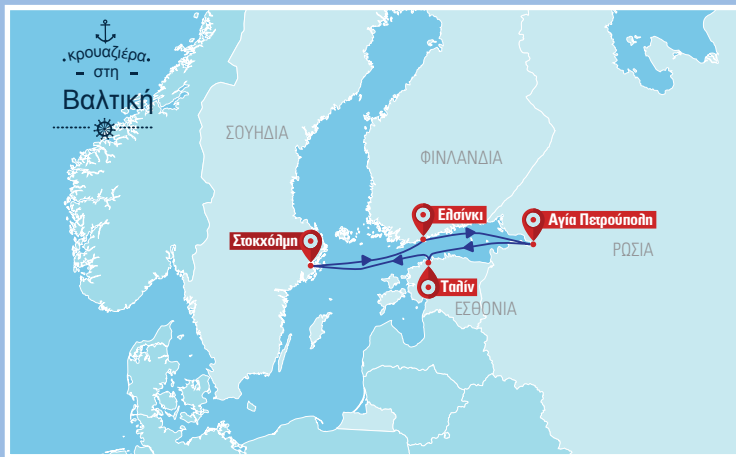 κρουαζιέρα
στη
Βαλτική
ΣΟΥΗΔΙΑ
ΦΙΝΛΑΝΔΙΑ
Ελσίνκι
Αγία Πετρούπολη
Στοκχόλμη
ΡΩΣΙΑ
Ταλίν
ΕΣΘΟΝΙΑ